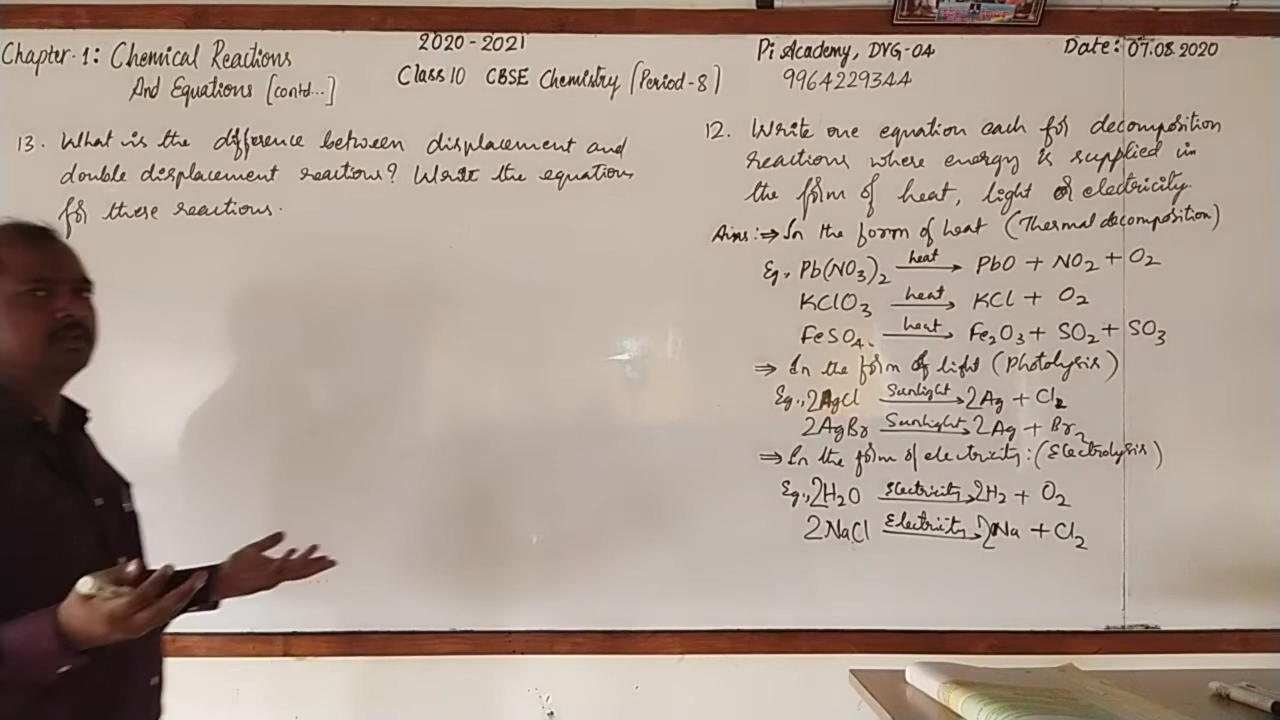 Chapter-1: Chemical Reactions
And Equations [contd...]
2020-2021
Class 10 CBSE Chemistry [Period-8]
Pi Academy, DVG-04
9964229344
Date: 07.08.2020
13. What is the difference between displacement and
double displacement reactions? Write the equations
for these reactions.
12. Write one equation each for decomposition
reactions where energy is supplied in
the form of heat, light or electricity.
Ans:⇒ In the form of heat (Thermal decomposition)
Eg., Pb(NO₃)₂ —heat→ PbO + NO₂ + O₂
KClO₃ —heat→ KCl + O₂
FeSO₄ —heat→ Fe₂O₃ + SO₂ + SO₃
⇒ In the form of light (Photolysis)
Eg., 2AgCl —Sunlight→ 2Ag + Cl₂
2AgBr —Sunlight→ 2Ag + Br₂
⇒ In the form of electricity: (Electrolysis)
Eg., 2H₂O —Electricity→ 2H₂ + O₂
2NaCl —Electricity→ 2Na + Cl₂